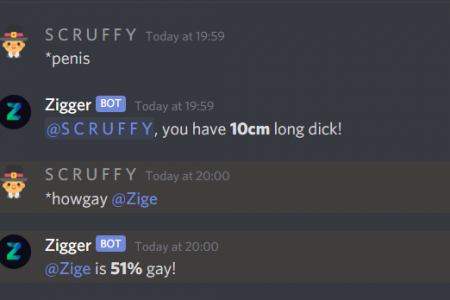 S C R U F F Y Today at 19:59
*penis
Zigger BOT Today at 19:59
@S C R U F F Y, you have 10cm long dick!
S C R U F F Y Today at 20:00
*howgay @Zige
Zigger BOT Today at 20:00
@Zige is 51% gay!